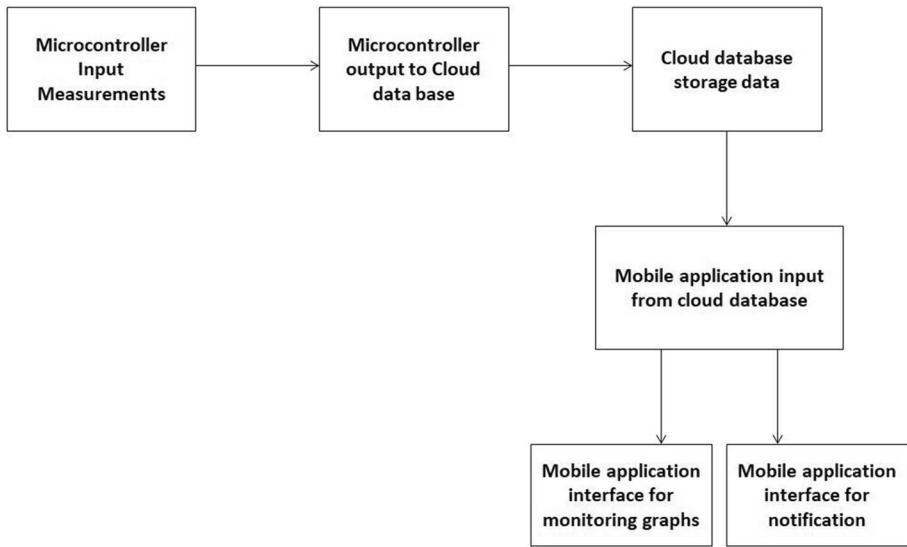 Microcontroller
Input
Measurements
Microcontroller
output to Cloud
data base
Cloud database
storage data
Mobile application input
from cloud database
Mobile application
interface for
monitoring graphs
Mobile application
interface for
notification